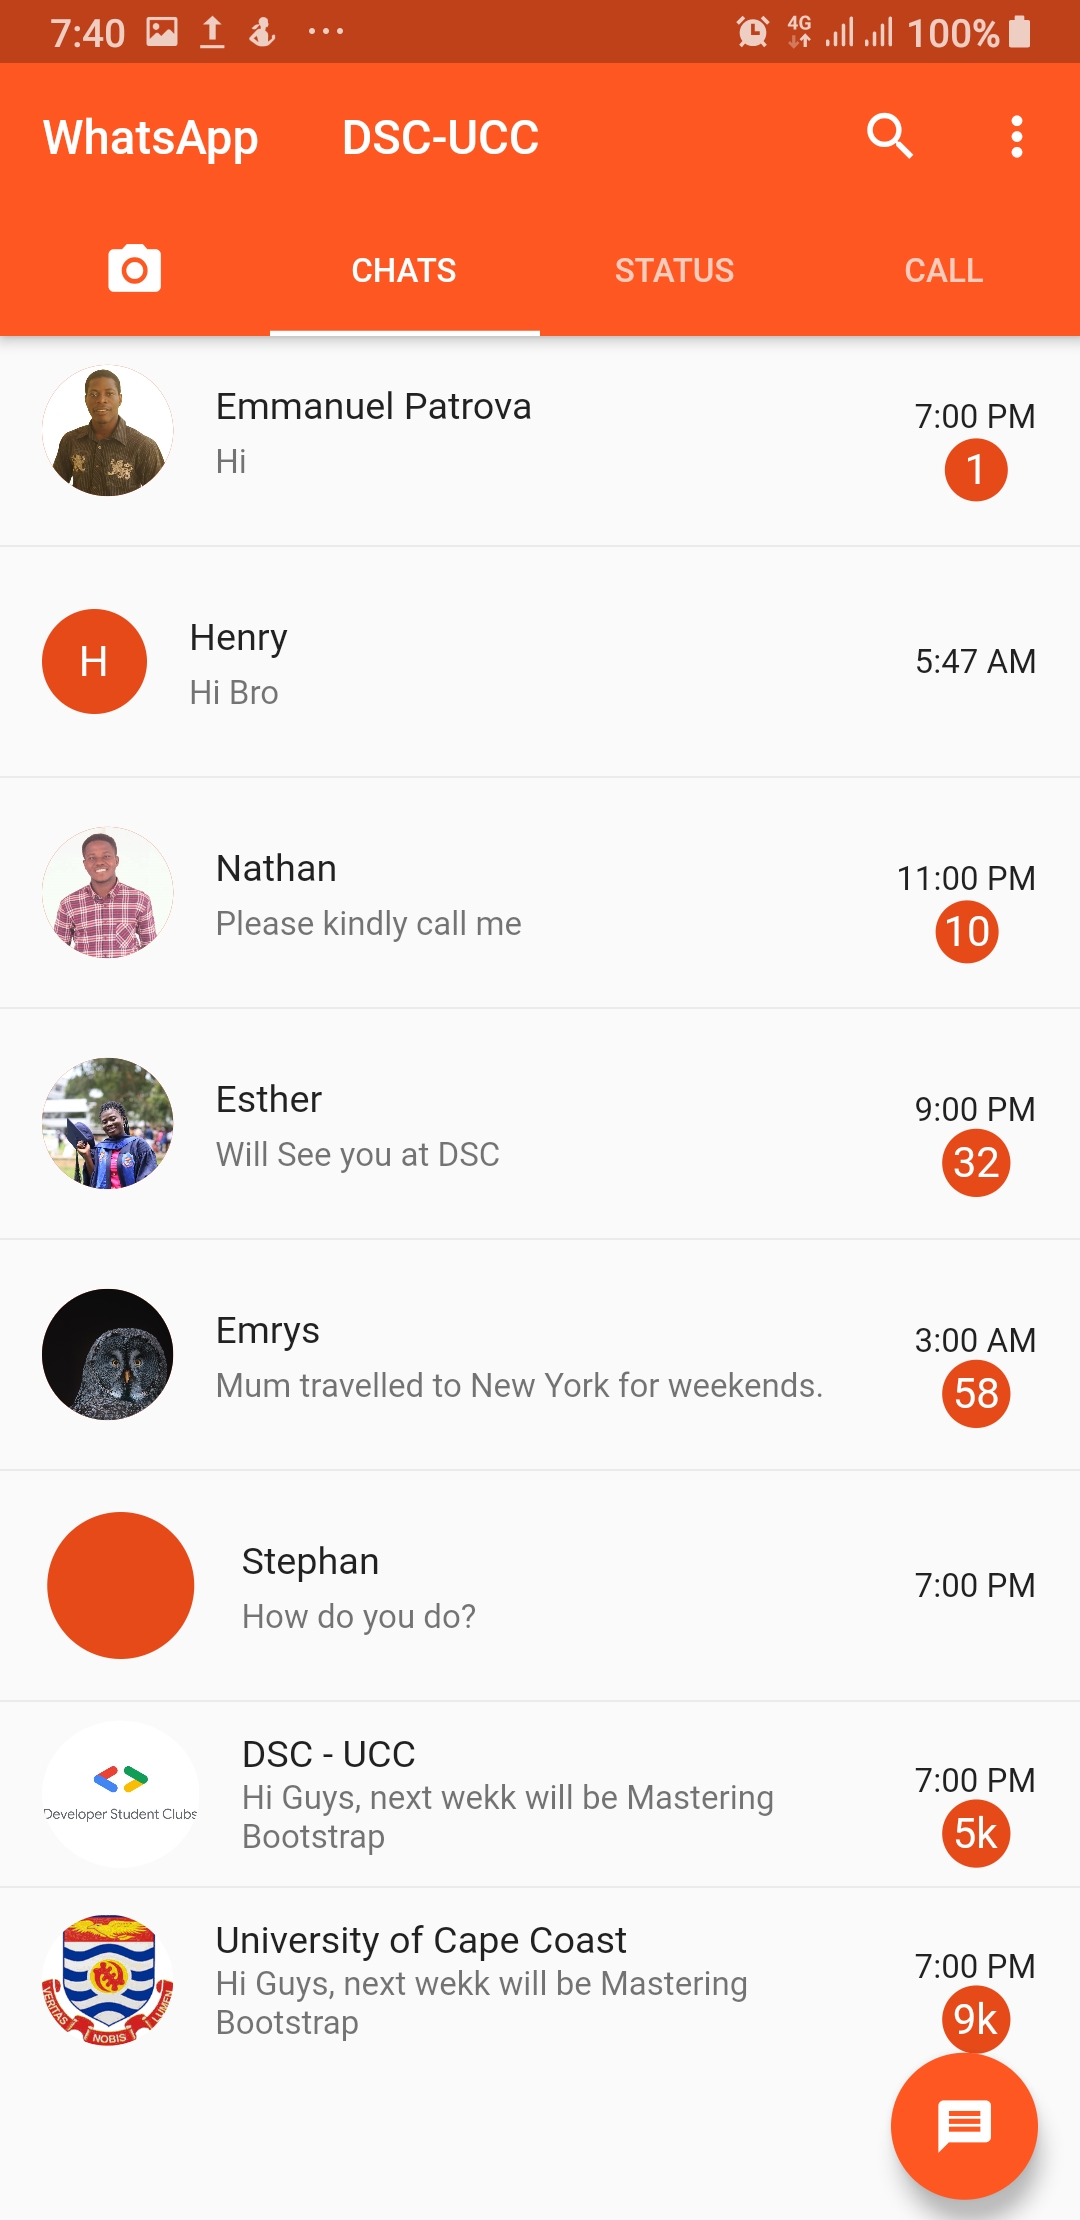 7:40 4G 100%
WhatsApp DSC-UCC
CHATS STATUS CALL
Emmanuel Patrova 7:00 PM
Hi 1
H Henry 5:47 AM
Hi Bro
Nathan 11:00 PM
Please kindly call me 10
Esther 9:00 PM
Will See you at DSC 32
Emrys 3:00 AM
Mum travelled to New York for weekends. 58
Stephan 7:00 PM
How do you do?
DSC - UCC 7:00 PM
Developer Student Clubs
Hi Guys, next wekk will be Mastering
Bootstrap 5k
University of Cape Coast 7:00 PM
Hi Guys, next wekk will be Mastering
Bootstrap 9k
VERITAS NOBIS LUMEN